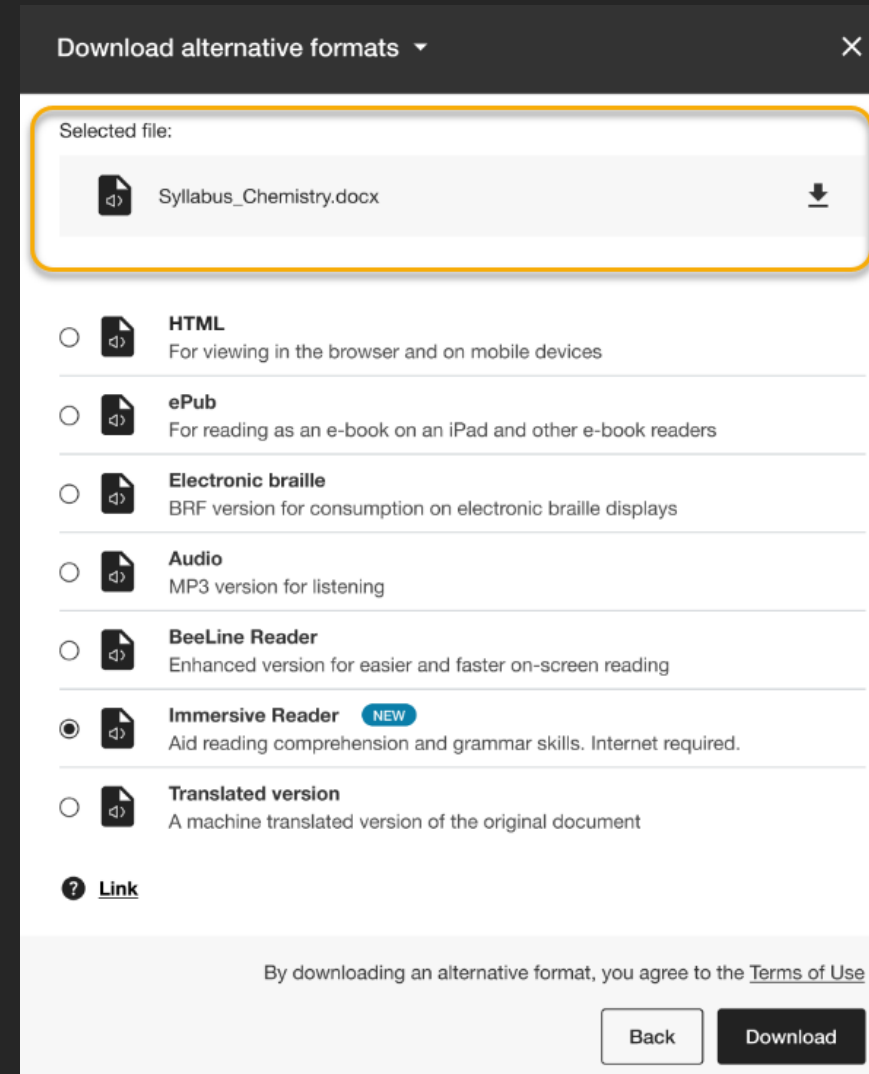 Download alternative formats
Selected file:
Syllabus_Chemistry.docx
HTML
For viewing in the browser and on mobile devices
ePub
For reading as an e-book on an iPad and other e-book readers
Electronic braille
BRF version for consumption on electronic braille displays
Audio
MP3 version for listening
BeeLine Reader
Enhanced version for easier and faster on-screen reading
Immersive Reader NEW
Aid reading comprehension and grammar skills. Internet required.
Translated version
A machine translated version of the original document
? Link
By downloading an alternative format, you agree to the Terms of Use
Back Download